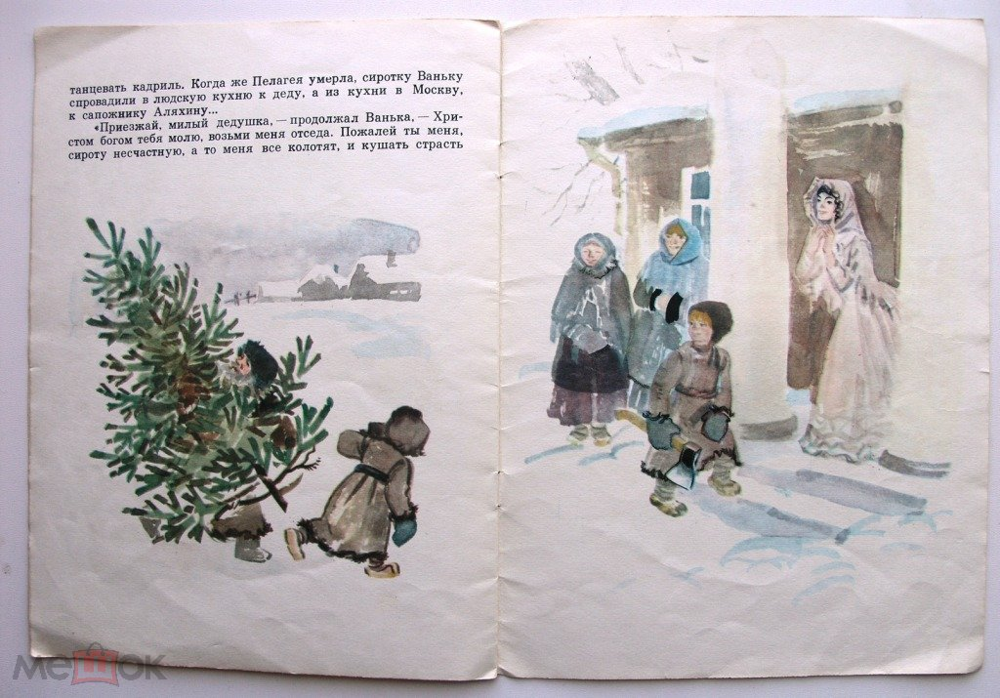 танцевать кадриль. Когда же Пелагея умерла, сиротку Ваньку
спровадили в людскую кухню к деду, а из кухни в Москву,
к сапожнику Аляхину...
«Приезжай, милый дедушка, — продолжал Ванька, — Хри-
стом богом тебя молю, возьми меня отседа. Пожалей ты меня,
сироту несчастную, а то меня все колотят, и кушать страсть
мешок